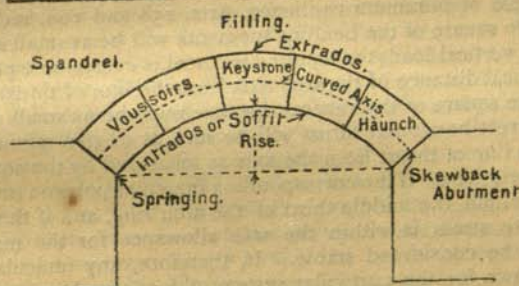 Filling.
Extrados.
Spandrel.
Keystone
Curved Axis.
Voussoirs.
Haunch
Intrados or Soffit
Rise.
Skewback
Abutment
Springing.